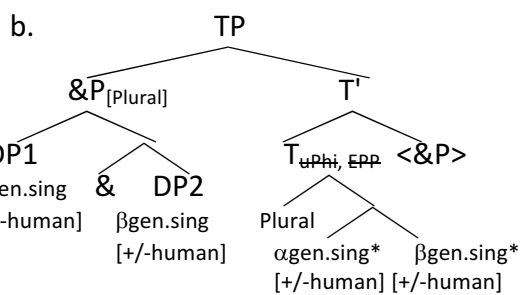 b. TP
&P[Plural] T'
DP1 & DP2 TuPhi, EPP <&P>
gen.sing βgen.sing Plural
-human] [+/-human] αgen.sing* βgen.sing*
[+/-human] [+/-human]